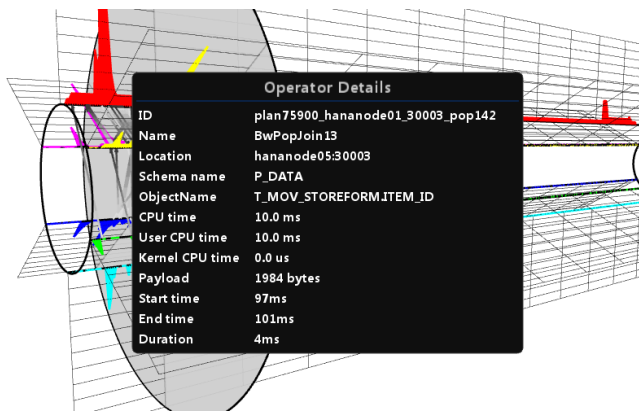 Operator Details
ID plan75900_hananode01_30003_pop142
Name BwPopJoin13
Location hananode05:30003
Schema name P_DATA
ObjectName T_MOV_STOREFORM.ITEM_ID
CPU time 10.0 ms
User CPU time 10.0 ms
Kernel CPU time 0.0 us
Payload 1984 bytes
Start time 97ms
End time 101ms
Duration 4ms